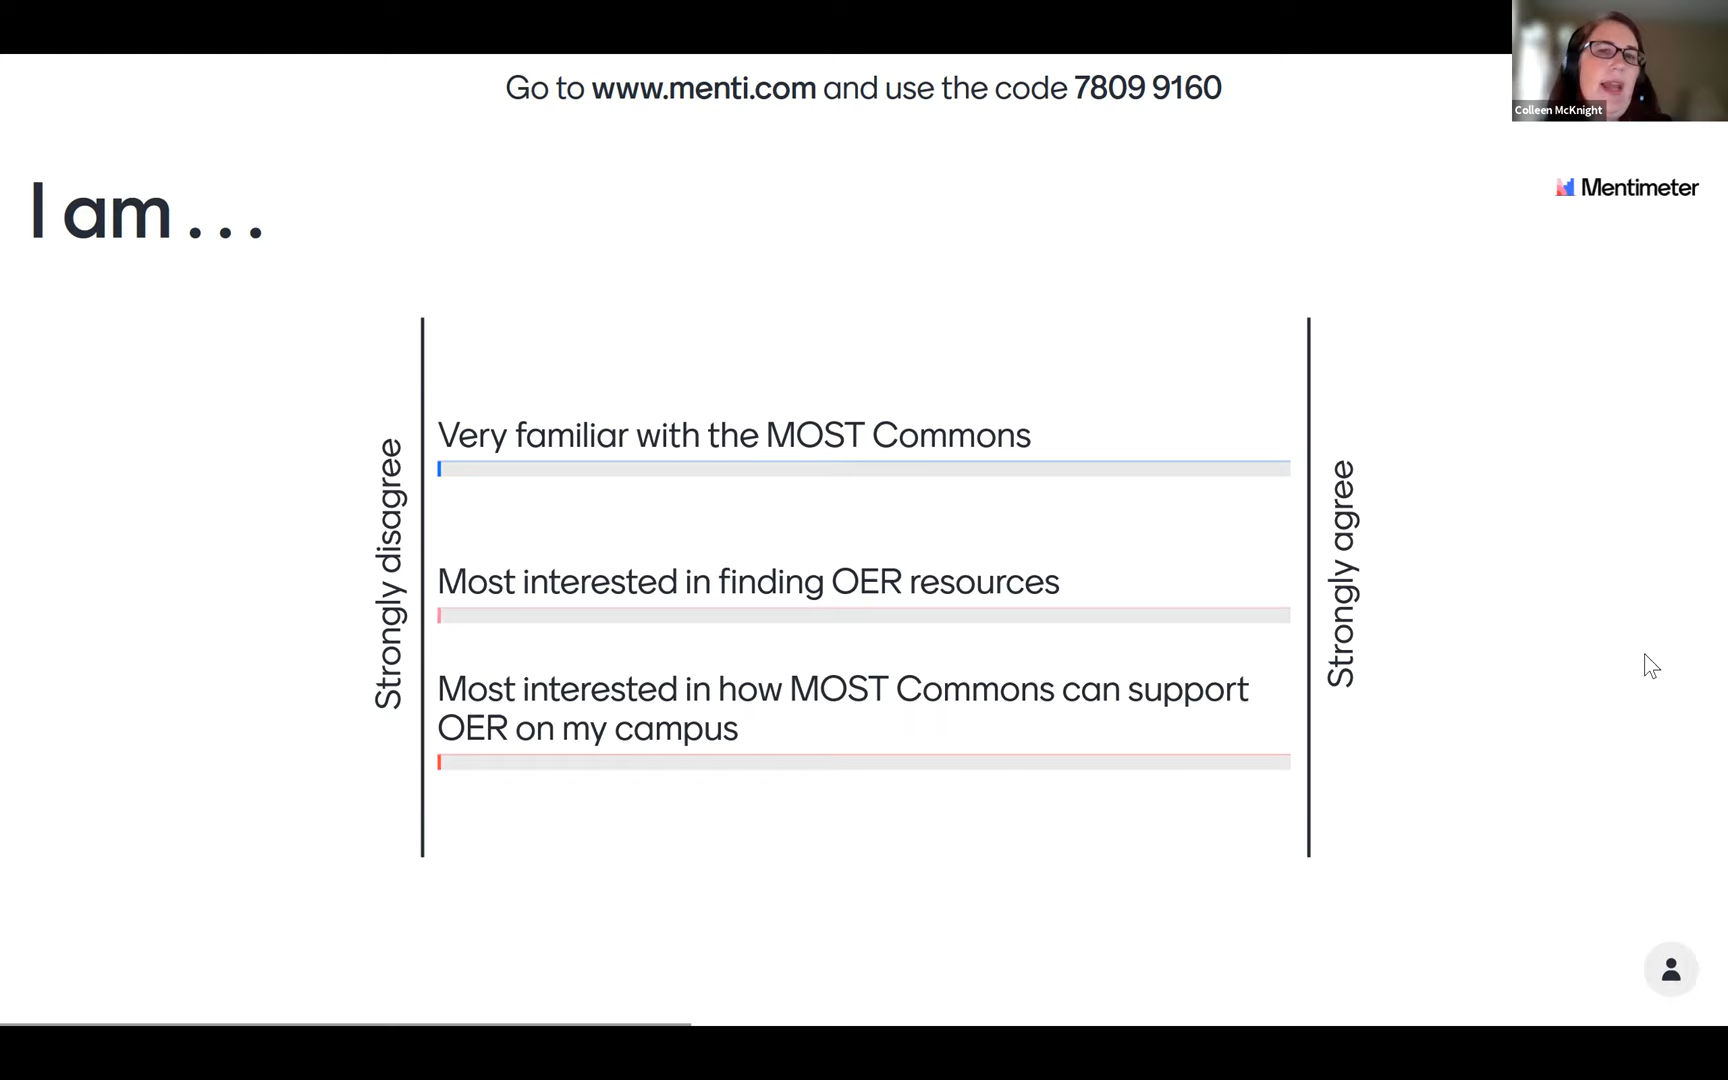 Go to www.menti.com and use the code 7809 9160
Colleen McKnight
Mentimeter
I am . . .
Strongly disagree
Very familiar with the MOST Commons
Most interested in finding OER resources
Most interested in how MOST Commons can support
OER on my campus
Strongly agree